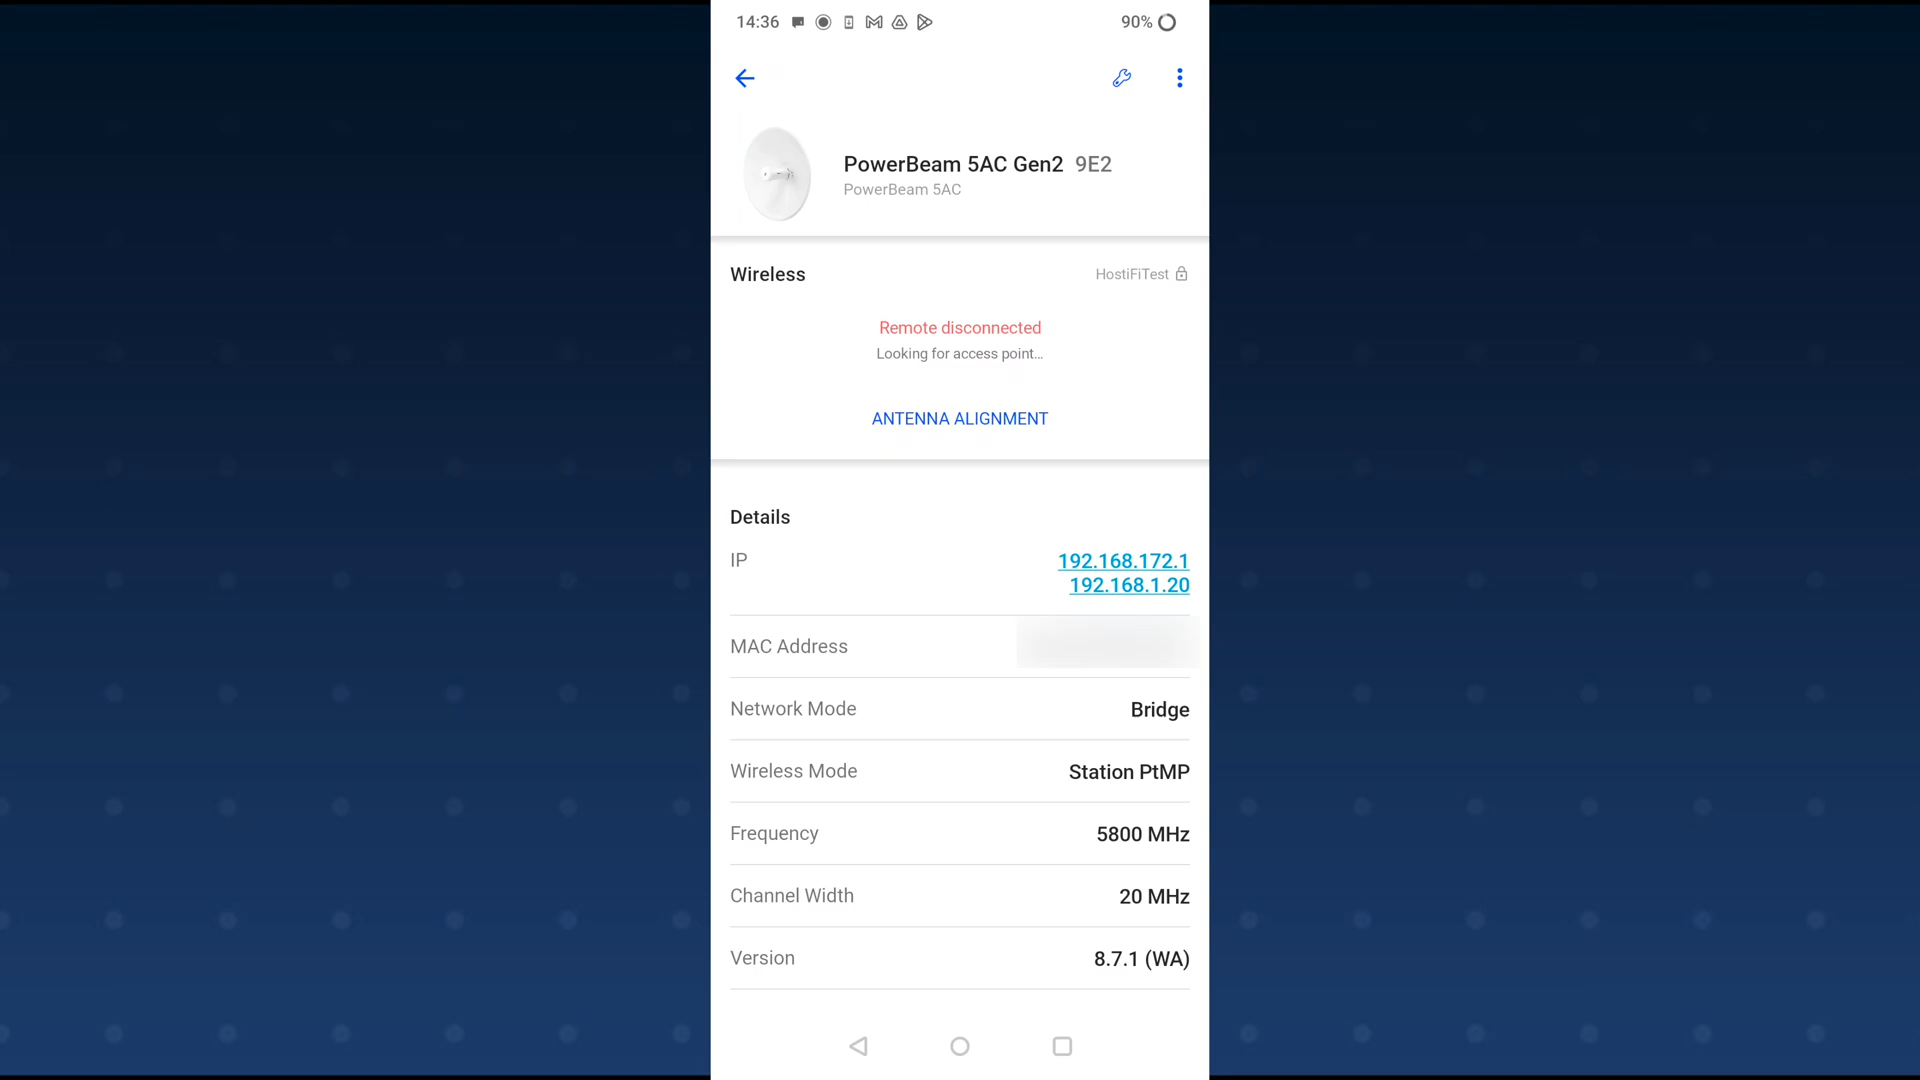 14:36 90%
PowerBeam 5AC Gen2 9E2
PowerBeam 5AC
Wireless HostiFiTest
Remote disconnected
Looking for access point...
ANTENNA ALIGNMENT
Details
IP 192.168.172.1
192.168.1.20
MAC Address
Network Mode Bridge
Wireless Mode Station PtMP
Frequency 5800 MHz
Channel Width 20 MHz
Version 8.7.1 (WA)